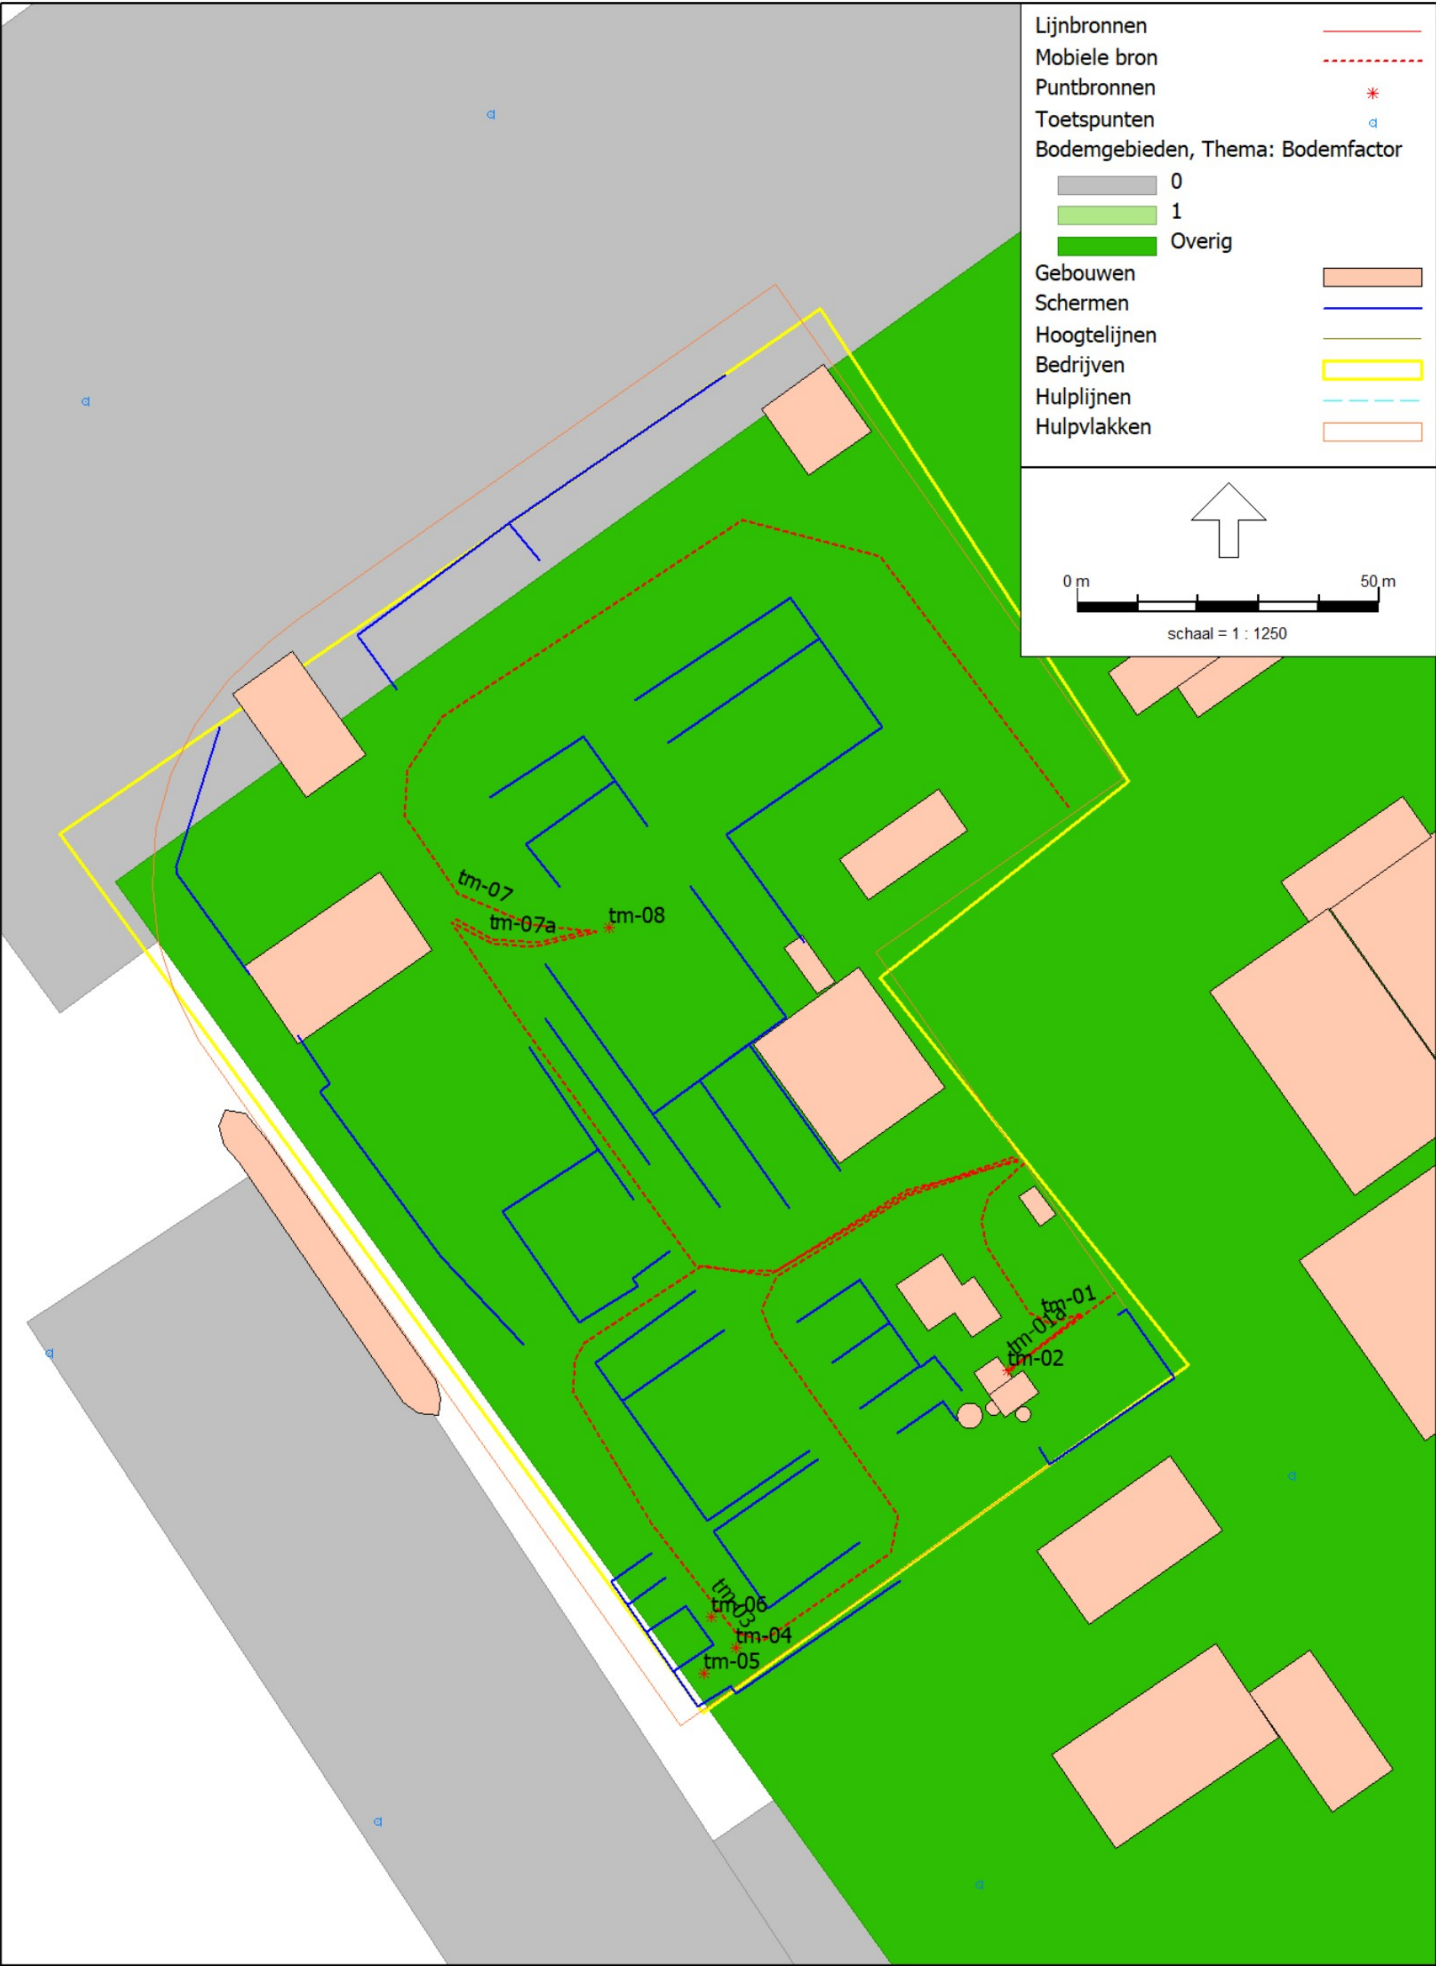 Lijnbronnen
Mobiele bron
Puntbronnen
Toetspunten
Bodemgebieden, Thema: Bodemfactor
0
1
Overig
Gebouwen
Schermen
Hoogtelijnen
Bedrijven
Hulplijnen
Hulpvlakken
0 m 50 m
schaal = 1 : 1250
tm-07
tm-07a
tm-08
tm-01
tm-01a
tm-02
tm-03
tm-06
tm-04
tm-05